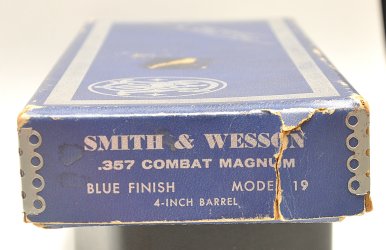 SMITH & WESSON
.357 COMBAT MAGNUM
BLUE FINISH MODEL 19
4-INCH BARREL